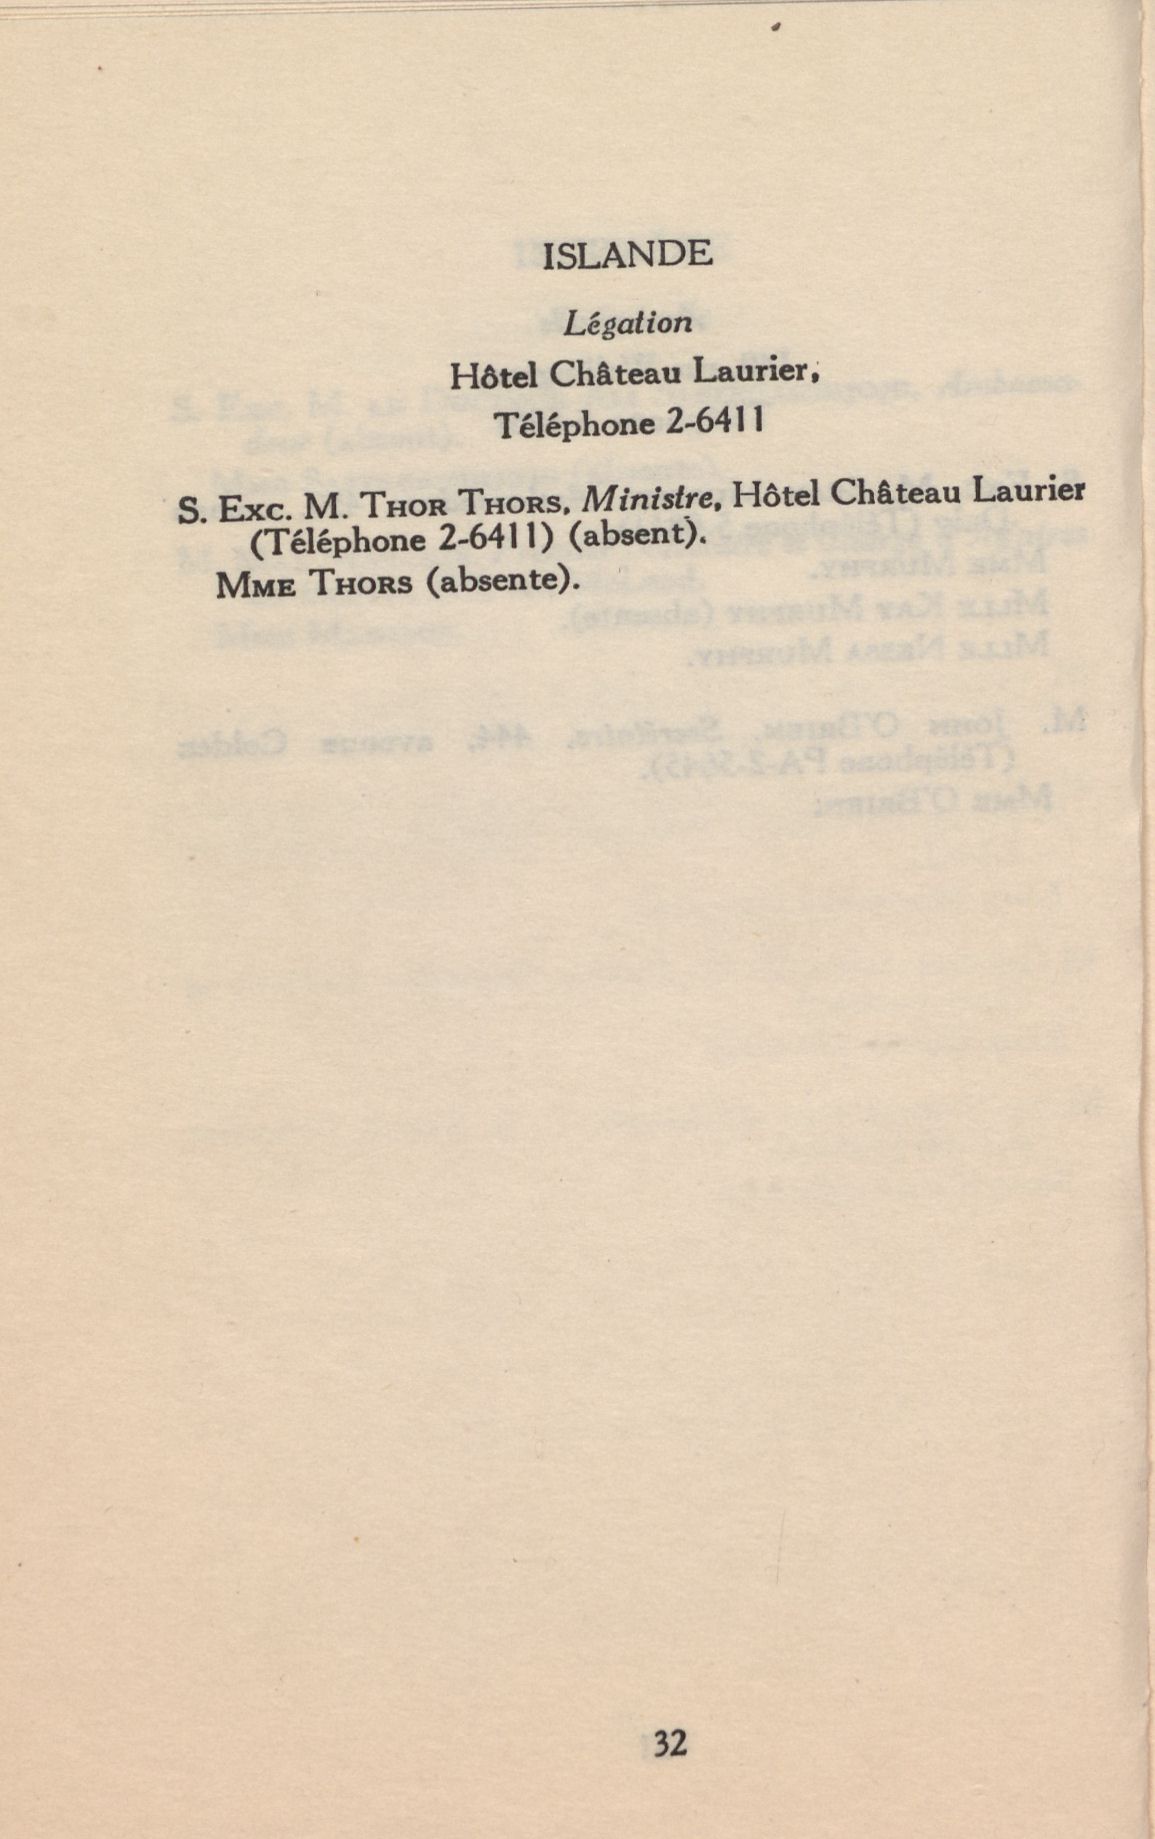 ISLANDE
Légation
Hôtel Château Laurier,
Téléphone 2-6411
S. Exc. M. Thor Thors, Ministre, Hôtel Château Laurier
(Téléphone 2-6411) (absent).
Mme Thors (absente).
32